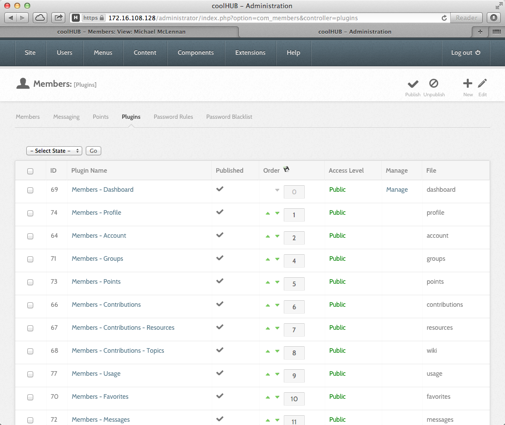 coolHUB – Administration
https 172.16.108.128/administrator/index.php?option=com_members&controller=plugins Reader
coolHUB – Members: View: Michael McLennan coolHUB – Administration
Site Users Menus Content Components Extensions Help Log out
Members: [Plugins] Publish Unpublish New Edit
Members Messaging Points Plugins Password Rules Password Blacklist
– Select State – Go
ID Plugin Name Published Order Access Level Manage File
69 Members – Dashboard 0 Public Manage dashboard
74 Members – Profile 1 Public profile
64 Members – Account 2 Public account
71 Members – Groups 4 Public groups
73 Members – Points 5 Public points
66 Members – Contributions 6 Public contributions
67 Members – Contributions – Resources 7 Public resources
68 Members – Contributions – Topics 8 Public wiki
77 Members – Usage 9 Public usage
70 Members – Favorites 10 Public favorites
72 Members – Messages 11 Public messages